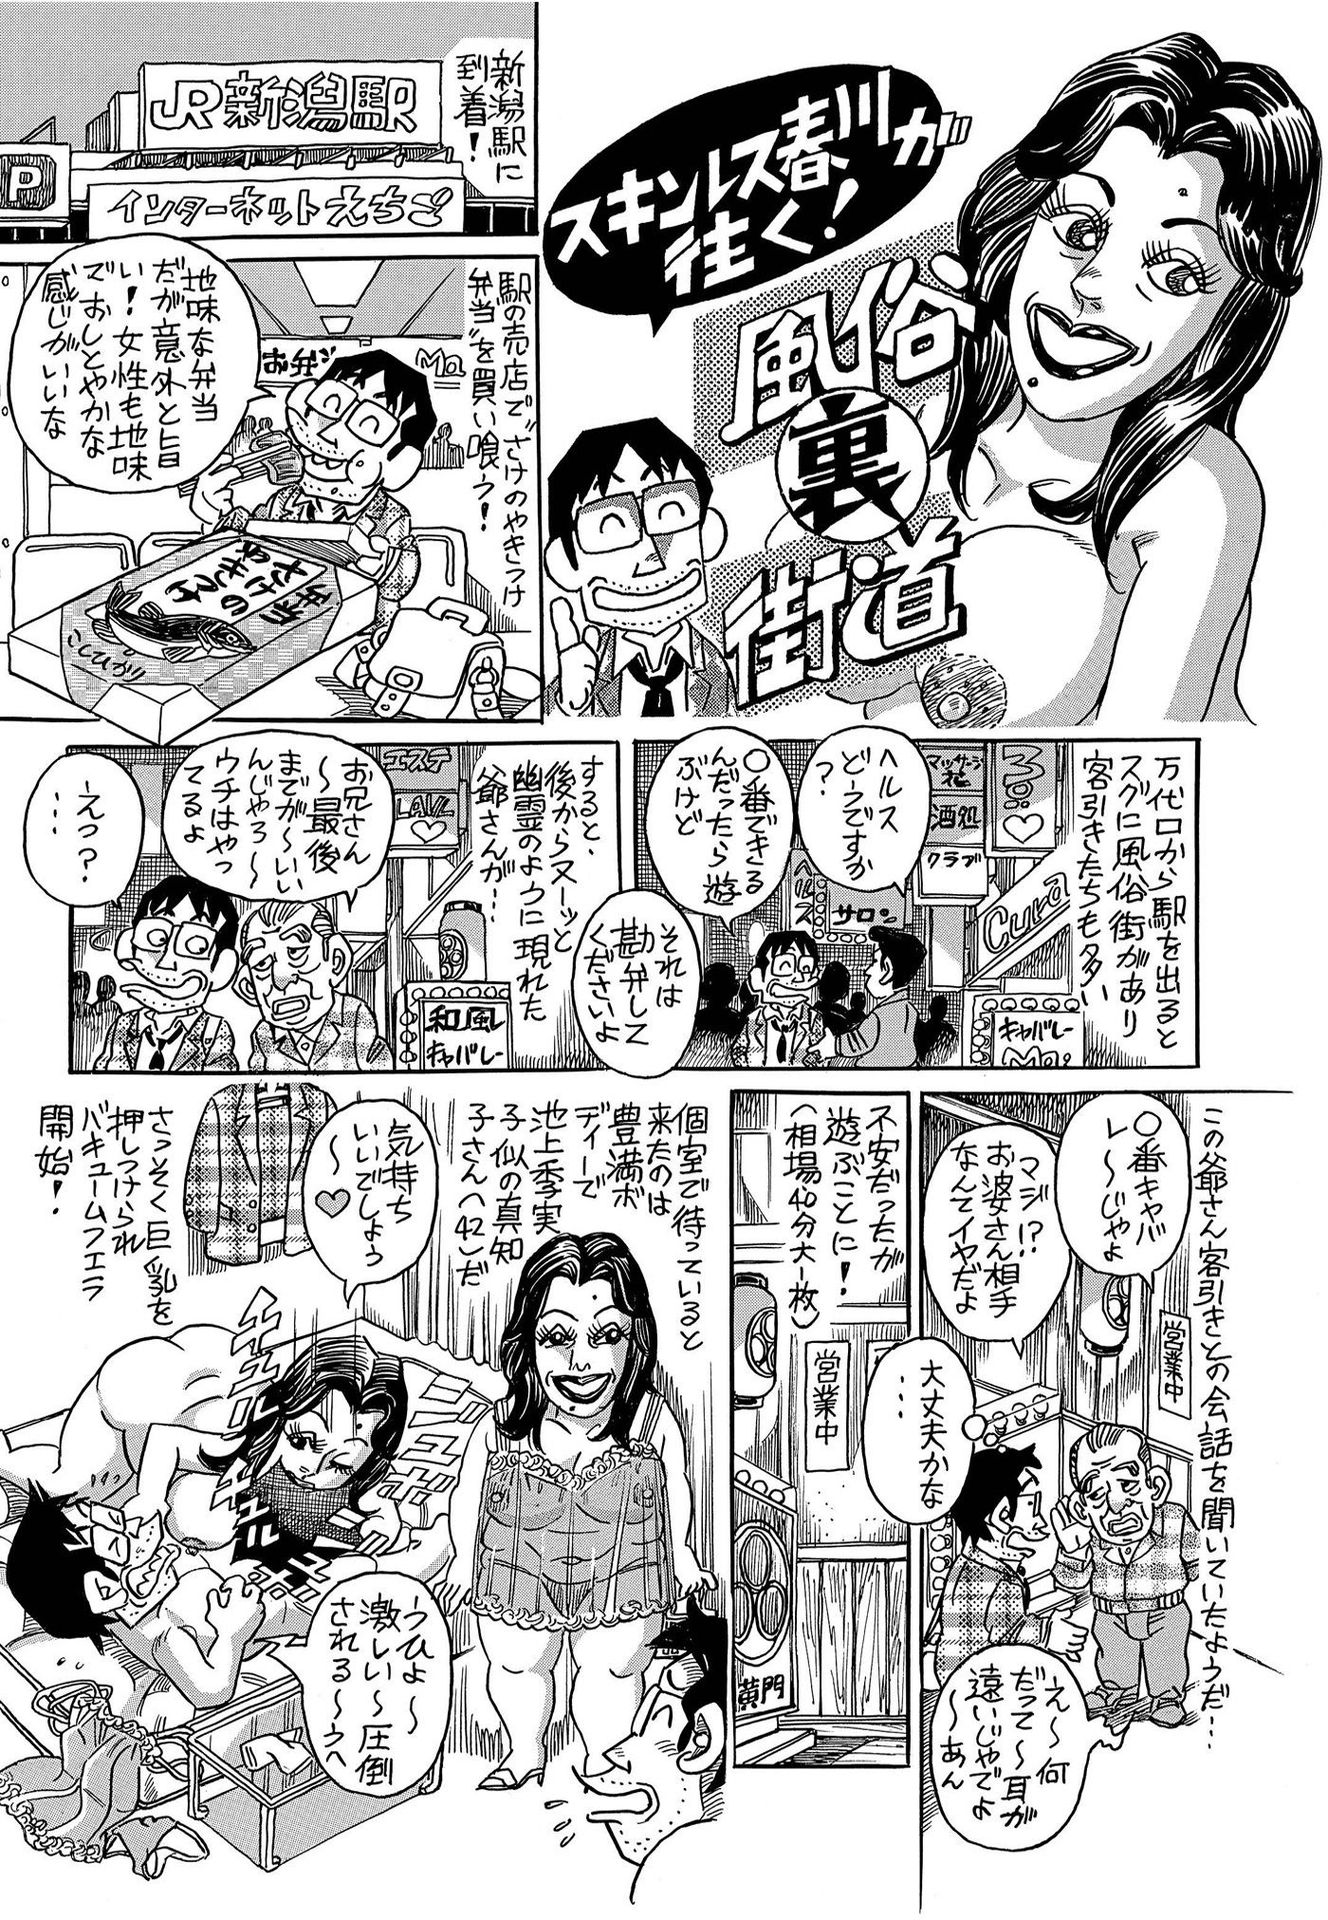 スキンレス春川が
往く!
風俗
裏
街道
新潟駅に
到着!
JR新潟駅
P
インターネットえちご
駅の売店で“さけのやきつけ
弁当”を買い喰う!
地味な弁当
だが意外と旨
い!女性も地味
でおしとやかな
感じがいいな
お弁
Ma
さけの
やきつけ
弁当
こしひかり
万代口から駅を出ると
スグに風俗街があり
客引きたちも多い
ヘルス
どーですか
?
〇番できる
んだったら遊
ぶけど
それは
勘弁して
くださいよ
マッサージ
花
酒処
クラブ
Cura
ヘルス
サロン
キャバレー
Ma
すると、
後からヌーッと
幽霊のように現れた
爺さんが…
お兄さん
〜最後
までが〜いい
んじゃろ〜
ウチはやっ
てるよ
えっ?
…
エステ
LAVL
和風
キャバレー
この爺さん客引きとの会話を聞いていたようだ…
〇番キャバ
レ〜じゃよ
マジ!?
お婆さん相手
なんてイヤだよ
え〜何
だって〜耳が
遠いじゃでよ
〜あん
大丈夫かな
…
営業中
不安だったが
遊ぶことに!
(相場40分大一枚)
営業中
黄門
個室で待っていると
来たのは
豊満ボ
ディーで
池上季実
子似の真知
子さん(42)だ
気持ち
いいでしょう
〜♥
さっそく巨乳を
押しつけられ
バキュームフェラ
開始!
うひょ〜
激しい〜圧倒
される〜うへ